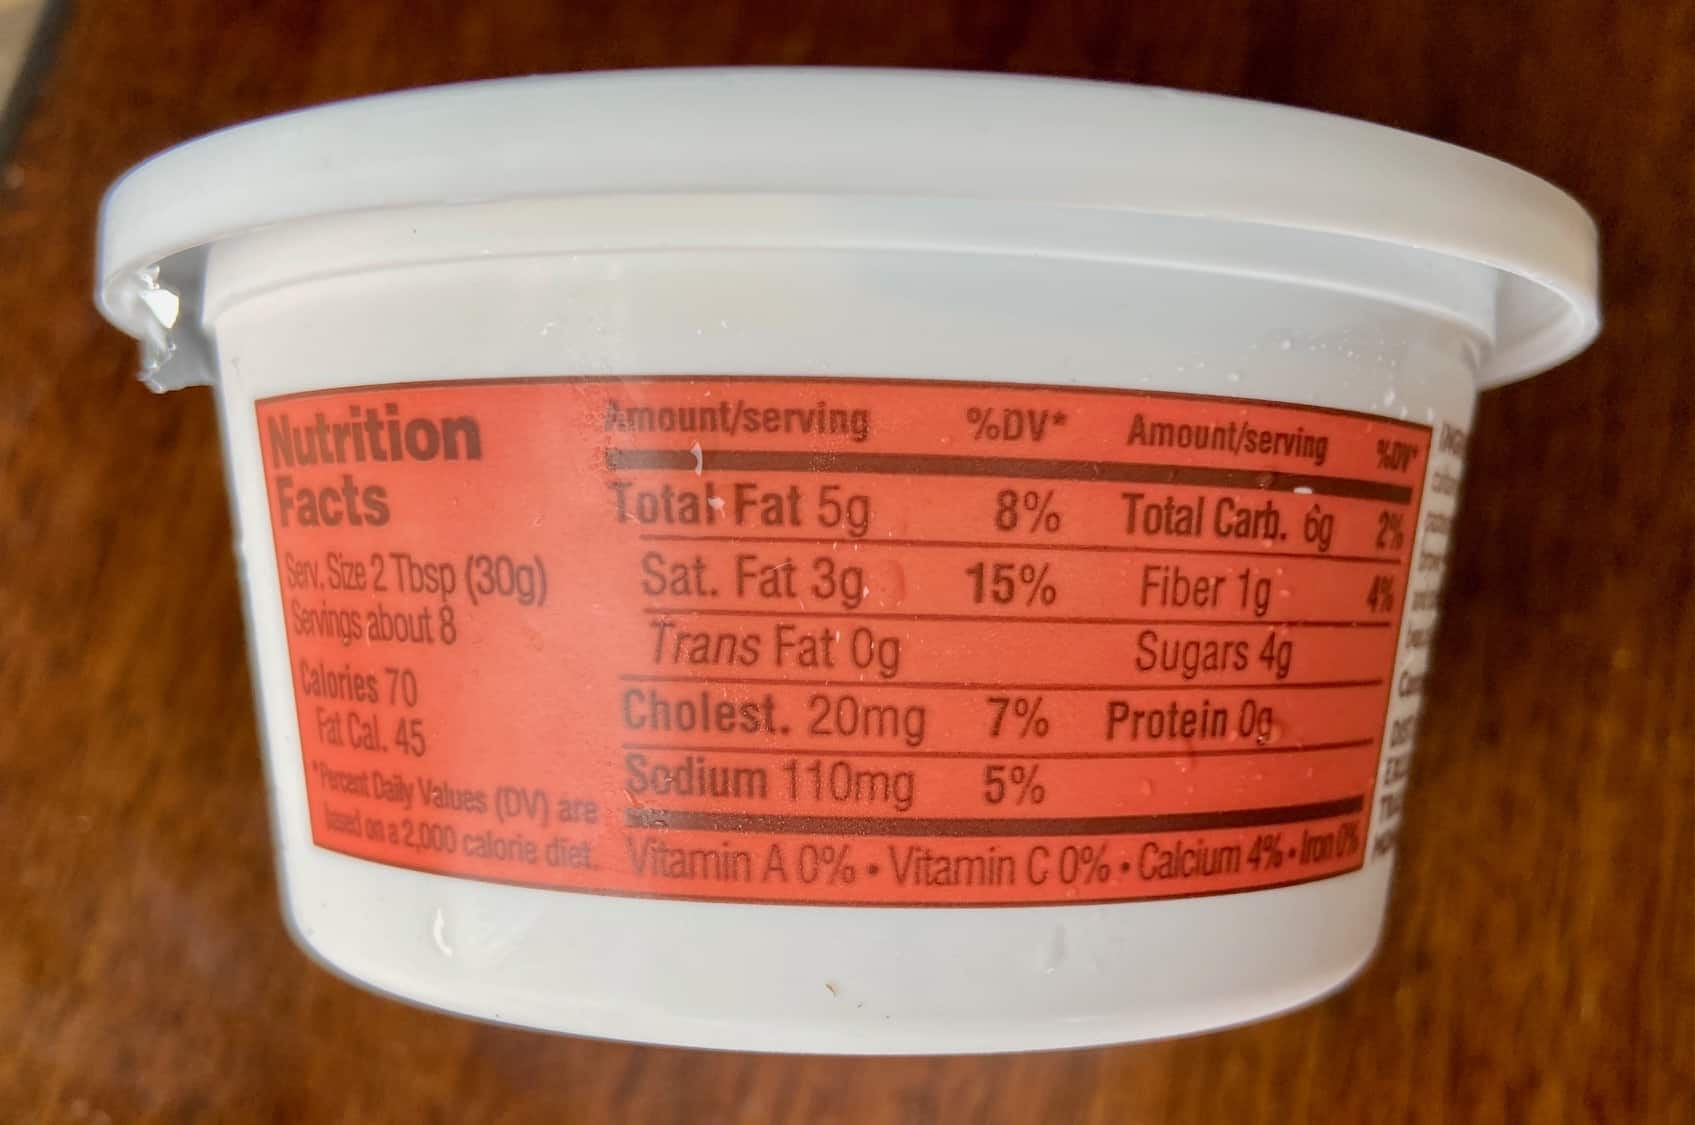 Nutrition
Facts
Serv. Size 2 Tbsp (30g)
Servings about 8
Calories 70
Fat Cal. 45
*Percent Daily Values (DV) are
based on a 2,000 calorie diet.
Amount/serving %DV* Amount/serving %DV*
Total Fat 5g 8% Total Carb. 6g 2%
Sat. Fat 3g 15% Fiber 1g 4%
Trans Fat 0g Sugars 4g
Cholest. 20mg 7% Protein 0g
Sodium 110mg 5%
Vitamin A 0% • Vitamin C 0% • Calcium 4% • Iron 0%